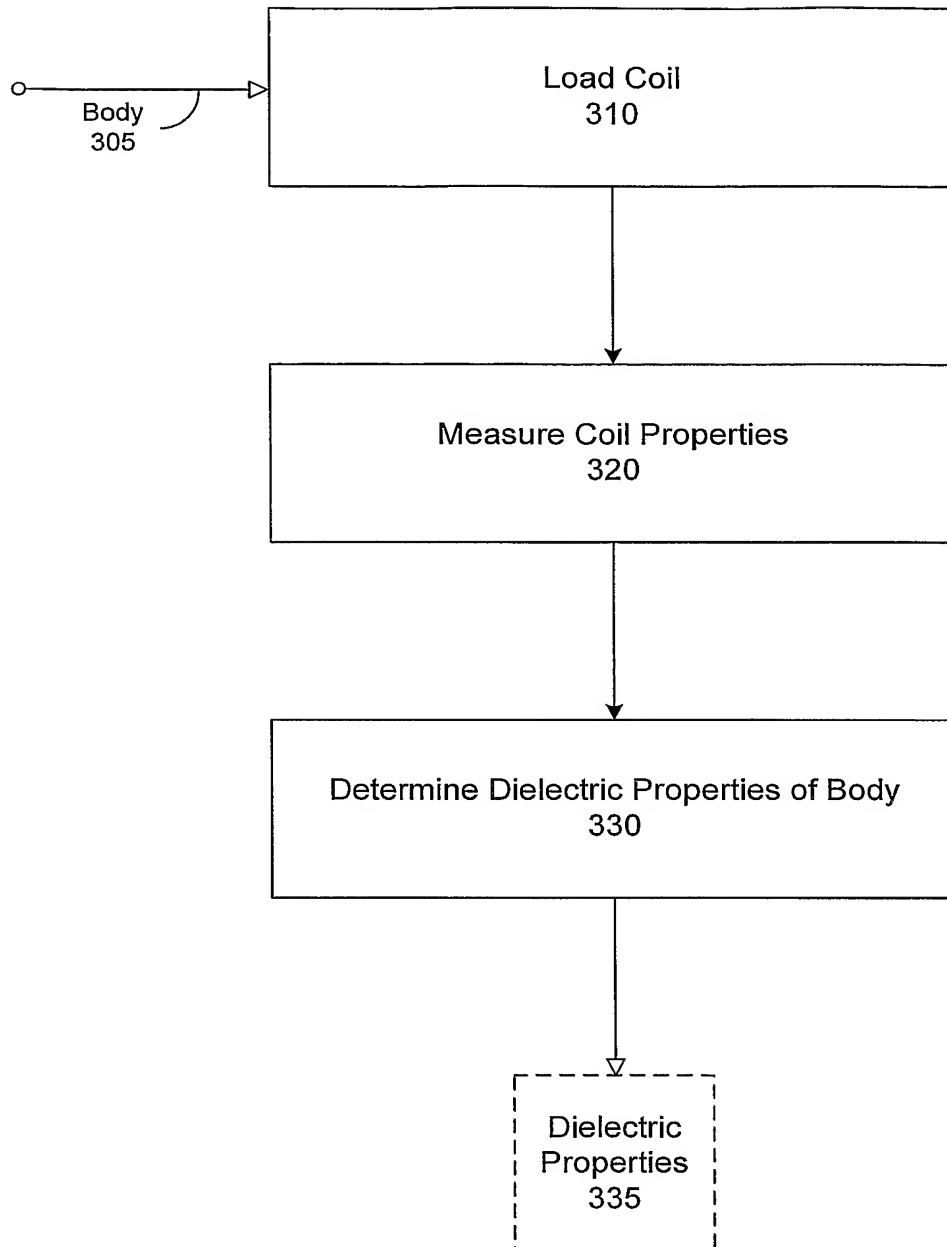 Load Coil
310
Body
305
Measure Coil Properties
320
Determine Dielectric Properties of Body
330
Dielectric
Properties
335